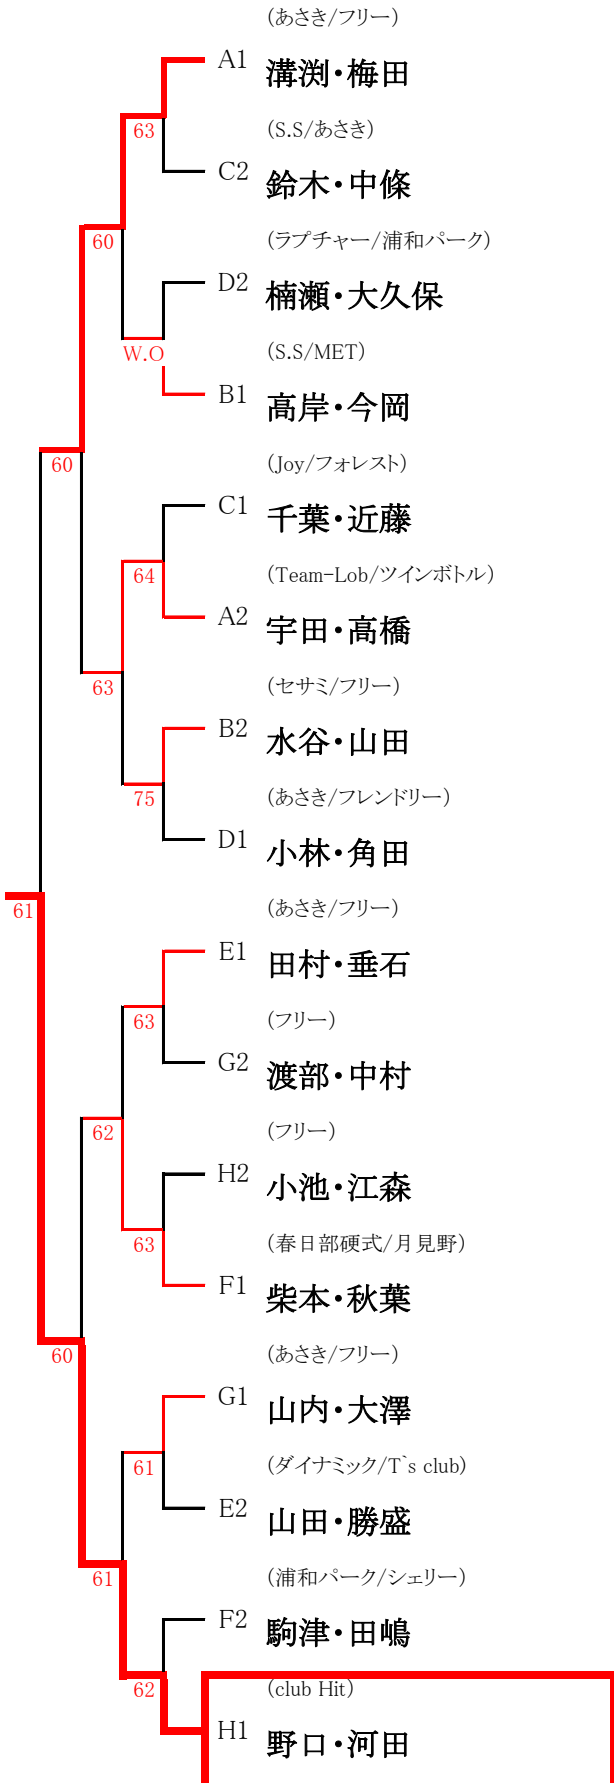 (あさき/フリー)
A1 溝渕・梅田
63 (S.S/あさき)
C2 鈴木・中條
60 (ラプチャー/浦和パーク)
D2 楠瀬・大久保
W.O (S.S/MET)
B1 高岸・今岡
60 (Joy/フォレスト)
C1 千葉・近藤
64 (Team-Lob/ツインボトル)
A2 宇田・高橋
63 (セサミ/フリー)
B2 水谷・山田
75 (あさき/フレンドリー)
D1 小林・角田
61 (あさき/フリー)
E1 田村・垂石
63 (フリー)
G2 渡部・中村
62 (フリー)
H2 小池・江森
63 (春日部硬式/月見野)
F1 柴本・秋葉
60 (あさき/フリー)
G1 山内・大澤
61 (ダイナミック/T`s club)
E2 山田・勝盛
61 (浦和パーク/シェリー)
F2 駒津・田嶋
62 (club Hit)
H1 野口・河田